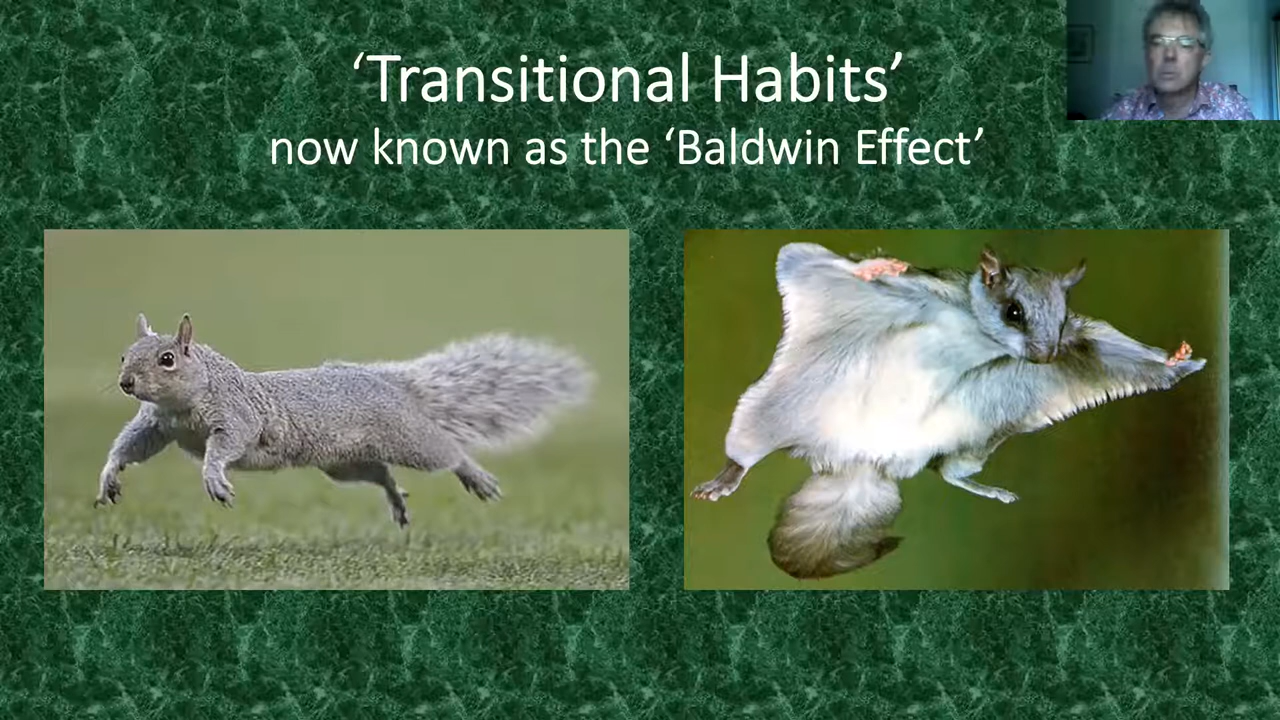 ‘Transitional Habits’
now known as the ‘Baldwin Effect’